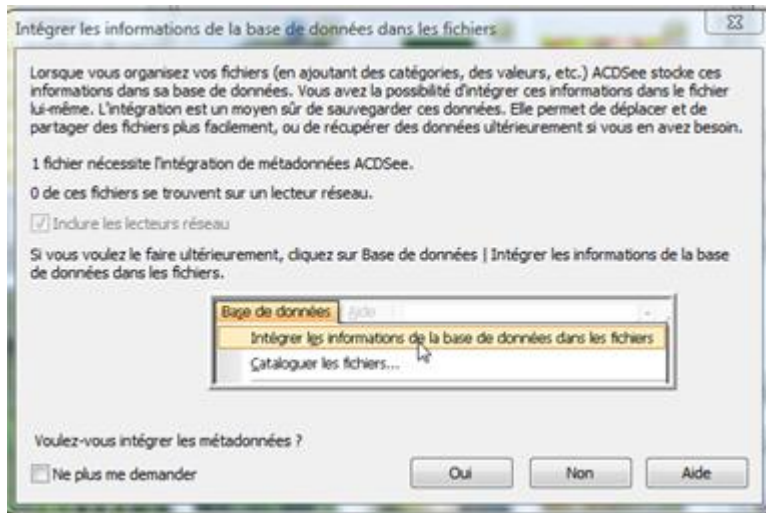 Intégrer les informations de la base de données dans les fichiers
Lorsque vous organisez vos fichiers (en ajoutant des catégories, des valeurs, etc.) ACDSee stocke ces
informations dans sa base de données. Vous avez la possibilité d'intégrer ces informations dans le fichier
lui-même. L'intégration est un moyen sûr de sauvegarder ces données. Elle permet de déplacer et de
partager des fichiers plus facilement, ou de récupérer des données ultérieurement si vous en avez besoin.
1 fichier nécessite l'intégration de métadonnées ACDSee.
0 de ces fichiers se trouvent sur un lecteur réseau.
Inclure les lecteurs réseau
Si vous voulez le faire ultérieurement, cliquez sur Base de données | Intégrer les informations de la base
de données dans les fichiers.
Base de données Aide
Intégrer les informations de la base de données dans les fichiers
Cataloguer les fichiers...
Voulez-vous intégrer les métadonnées ?
Ne plus me demander
Oui Non Aide